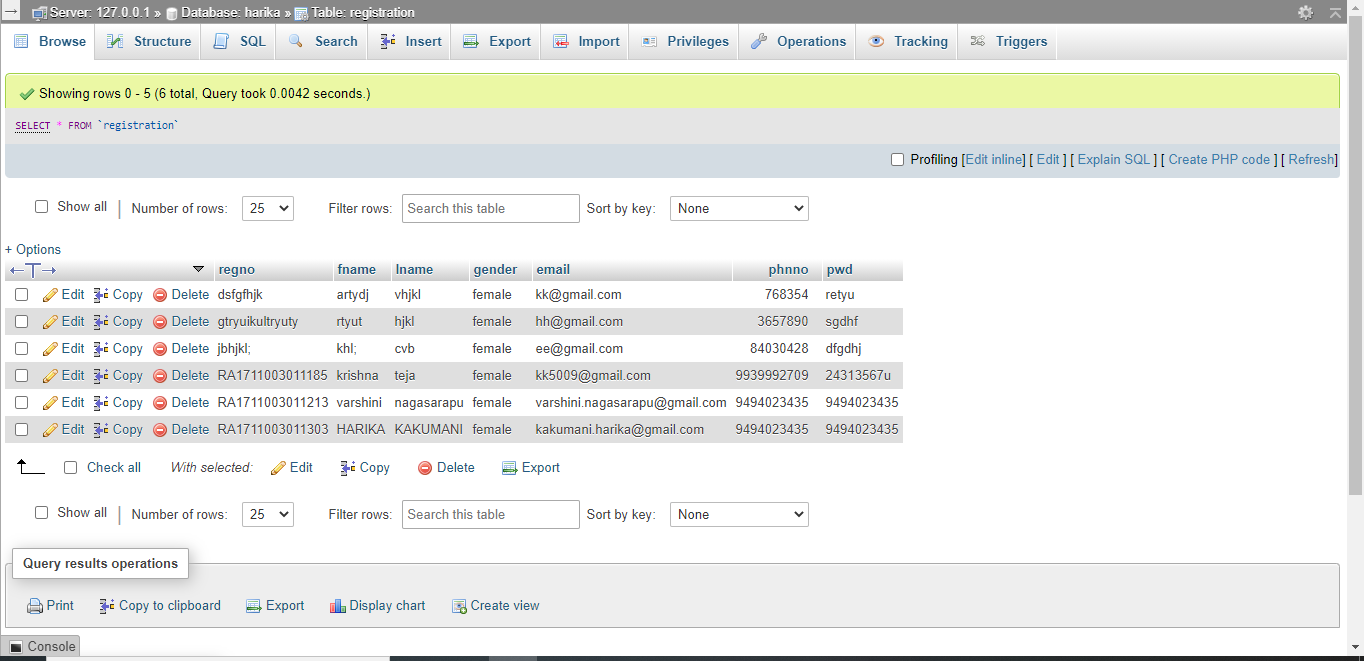 Server: 127.0.0.1 » Database: harika » Table: registration
Browse Structure SQL Search Insert Export Import Privileges Operations Tracking Triggers
Showing rows 0 - 5 (6 total, Query took 0.0042 seconds.)
SELECT * FROM `registration`
Profiling [Edit inline] [ Edit ] [ Explain SQL ] [ Create PHP code ] [ Refresh]
Show all | Number of rows: 25 Filter rows: Search this table Sort by key: None
+ Options
←T→ regno fname lname gender email phnno pwd
Edit Copy Delete dsfgfhjk artydj vhjkl female kk@gmail.com 768354 retyu
Edit Copy Delete gtryuikultryuty rtyut hjkl female hh@gmail.com 3657890 sgdhf
Edit Copy Delete jbhjkl; khl; cvb female ee@gmail.com 84030428 dfgdhj
Edit Copy Delete RA1711003011185 krishna teja female kk5009@gmail.com 9939992709 24313567u
Edit Copy Delete RA1711003011213 varshini nagasarapu female varshini.nagasarapu@gmail.com 9494023435 9494023435
Edit Copy Delete RA1711003011303 HARIKA KAKUMANI female kakumani.harika@gmail.com 9494023435 9494023435
Check all With selected: Edit Copy Delete Export
Show all | Number of rows: 25 Filter rows: Search this table Sort by key: None
Query results operations
Print Copy to clipboard Export Display chart Create view
Console